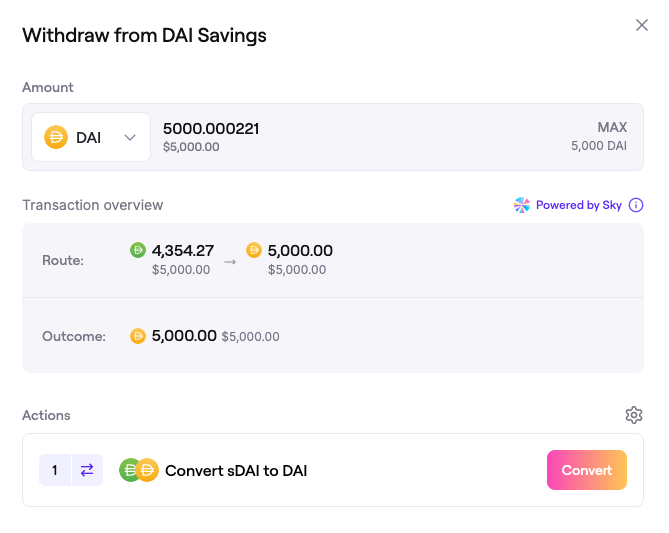 Withdraw from DAI Savings
Amount
DAI
5000.000221
$5,000.00
MAX
5,000 DAI
Transaction overview
Powered by Sky
Route:
4,354.27
$5,000.00
→
5,000.00
$5,000.00
Outcome:
5,000.00 $5,000.00
Actions
1
Convert sDAI to DAI
Convert